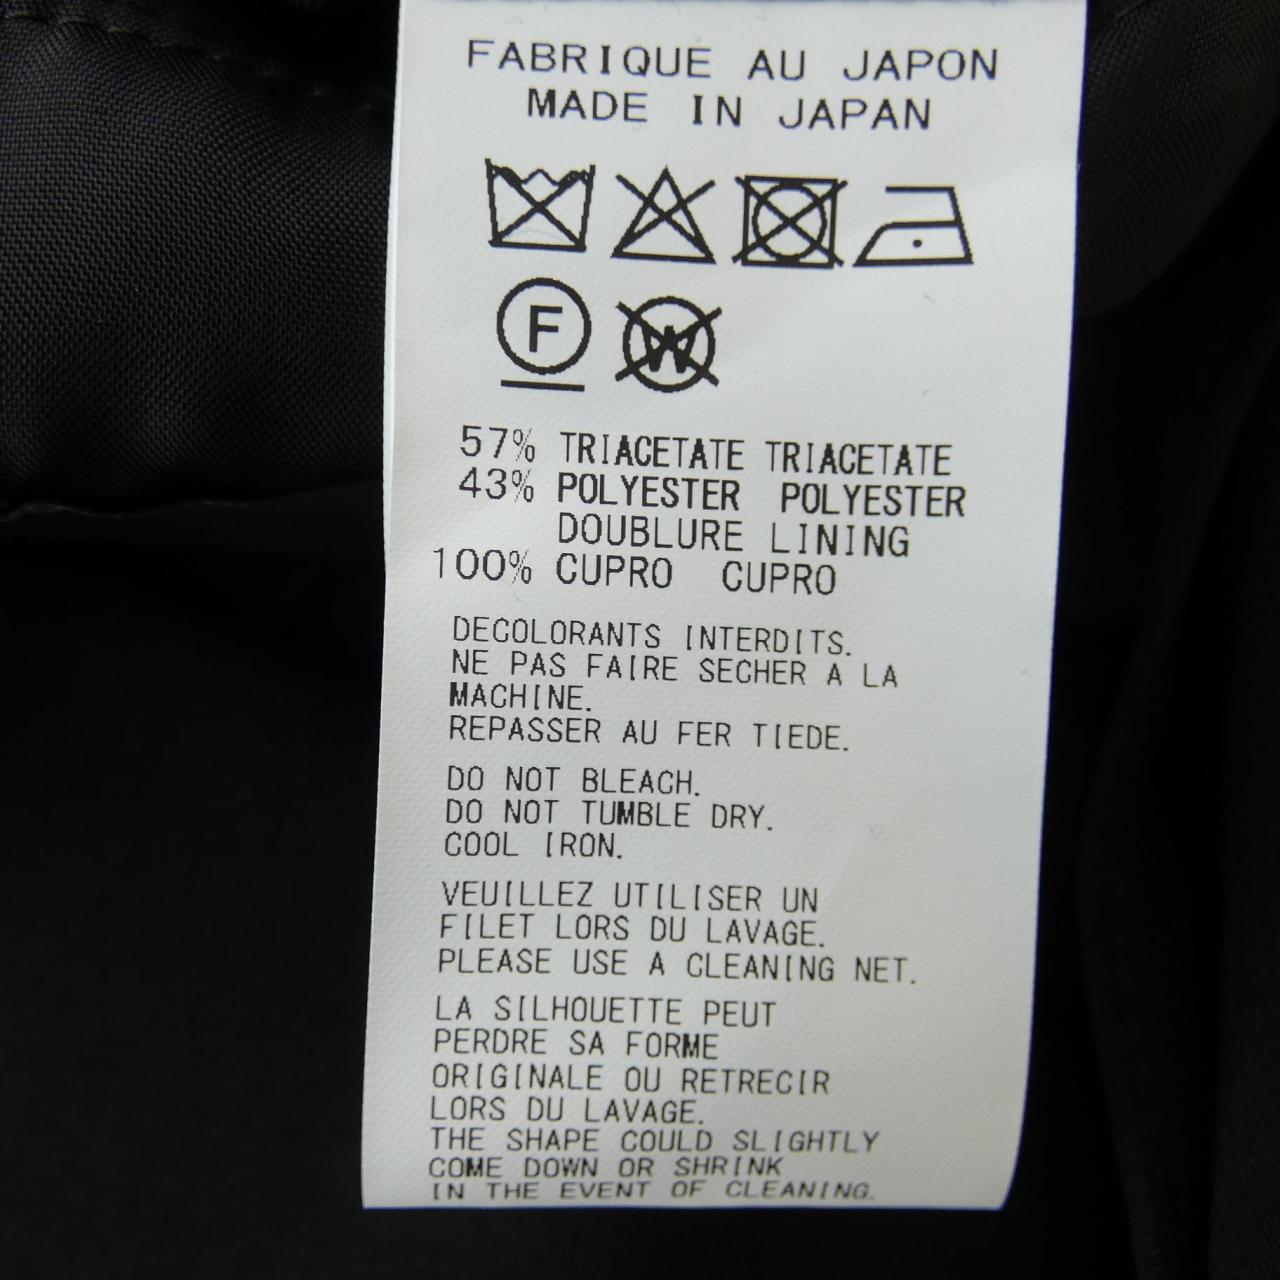 FABRIQUE AU JAPON
MADE IN JAPAN
F
W
57% TRIACETATE TRIACETATE
43% POLYESTER POLYESTER
DOUBLURE LINING
100% CUPRO CUPRO
DECOLORANTS INTERDITS.
NE PAS FAIRE SECHER A LA
MACHINE.
REPASSER AU FER TIEDE.
DO NOT BLEACH.
DO NOT TUMBLE DRY.
COOL IRON.
VEUILLEZ UTILISER UN
FILET LORS DU LAVAGE.
PLEASE USE A CLEANING NET.
LA SILHOUETTE PEUT
PERDRE SA FORME
ORIGINALE OU RETRECIR
LORS DU LAVAGE.
THE SHAPE COULD SLIGHTLY
COME DOWN OR SHRINK
IN THE EVENT OF CLEANING.